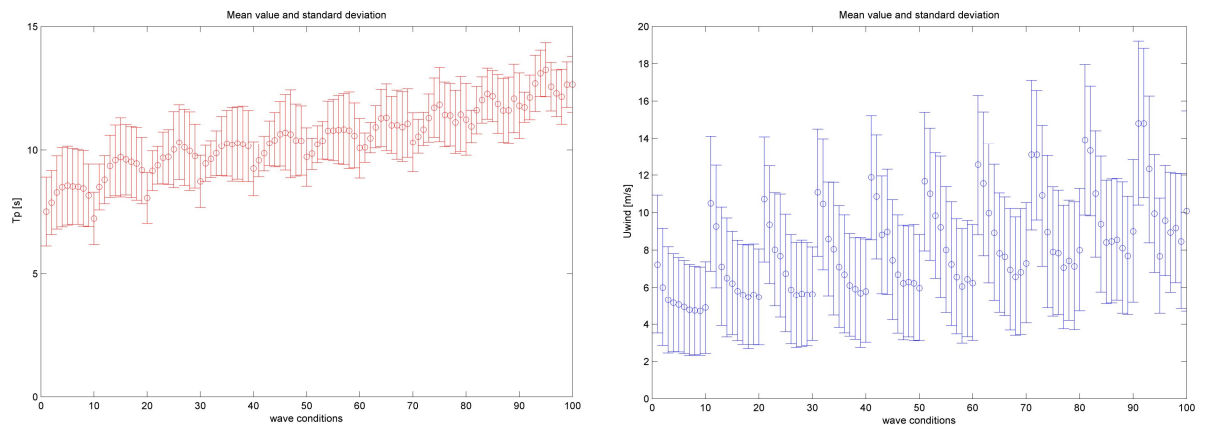 Mean value and standard deviation
15
10
5
0
Tp [s]
0 10 20 30 40 50 60 70 80 90 100
wave conditions
Mean value and standard deviation
20
18
16
14
12
10
8
6
4
2
0
Uwind [m/s]
0 10 20 30 40 50 60 70 80 90 100
wave conditions